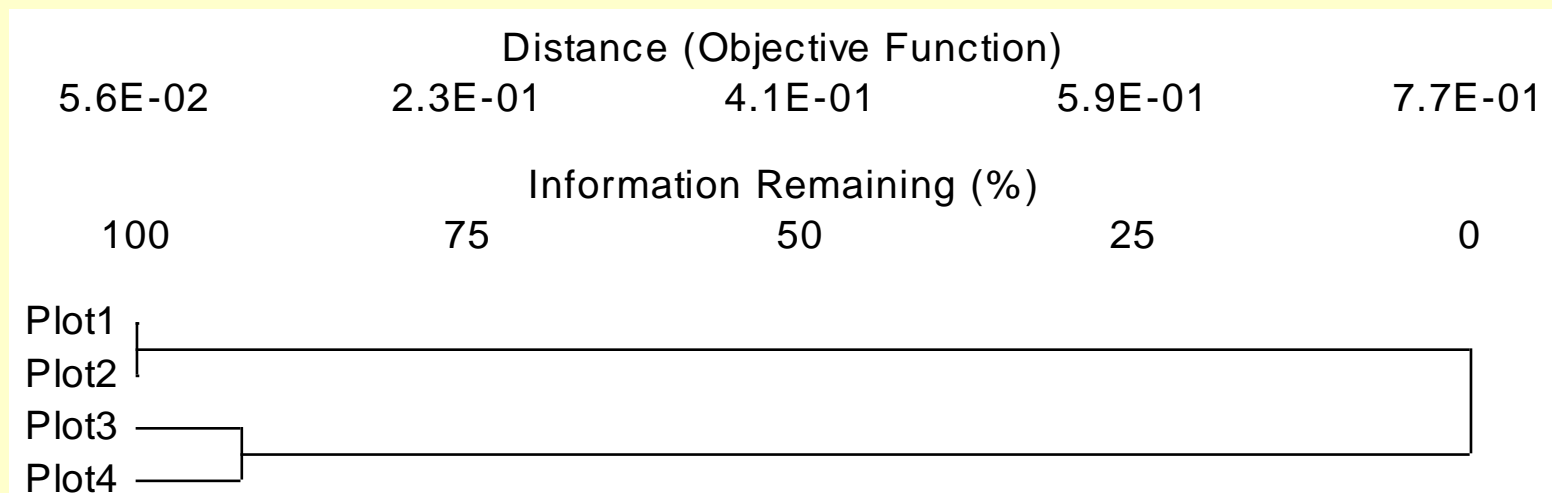 Distance (Objective Function)
5.6E-02 2.3E-01 4.1E-01 5.9E-01 7.7E-01
Information Remaining (%)
100 75 50 25 0
Plot1
Plot2
Plot3
Plot4